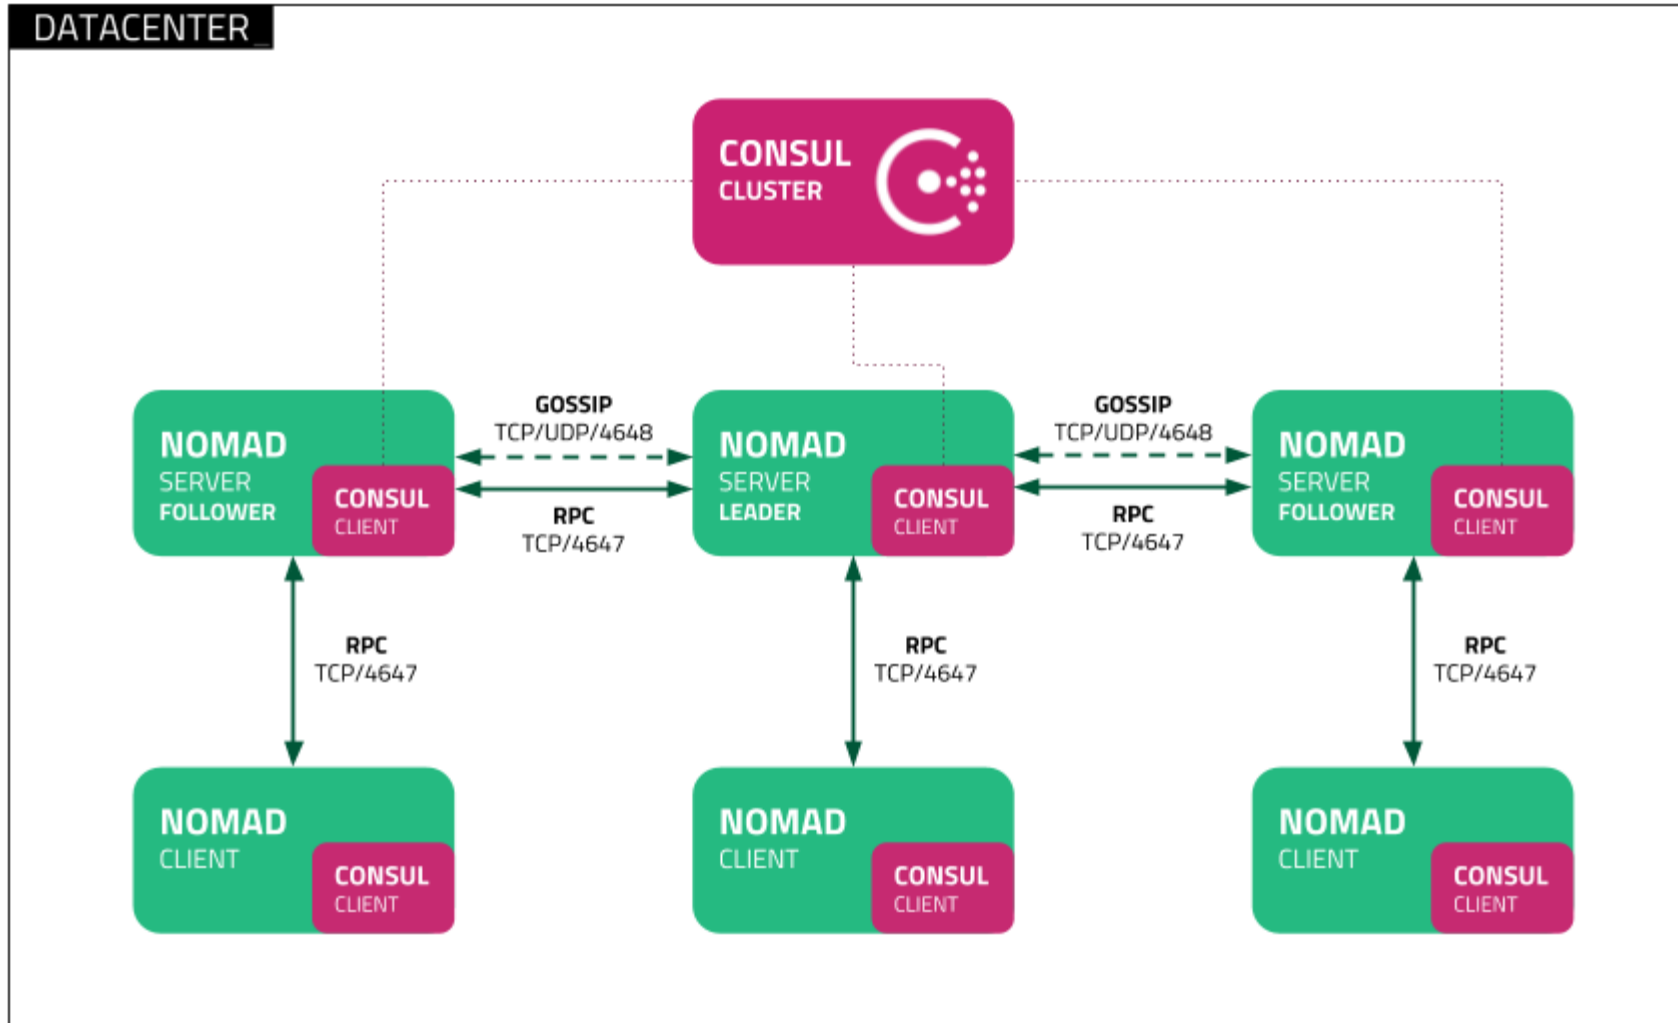 DATACENTER_
CONSUL
CLUSTER
GOSSIP
TCP/UDP/4648
GOSSIP
TCP/UDP/4648
NOMAD
SERVER
FOLLOWER
CONSUL
CLIENT
RPC
TCP/4647
NOMAD
SERVER
LEADER
CONSUL
CLIENT
RPC
TCP/4647
NOMAD
SERVER
FOLLOWER
CONSUL
CLIENT
RPC
TCP/4647
RPC
TCP/4647
RPC
TCP/4647
NOMAD
CLIENT
CONSUL
CLIENT
NOMAD
CLIENT
CONSUL
CLIENT
NOMAD
CLIENT
CONSUL
CLIENT